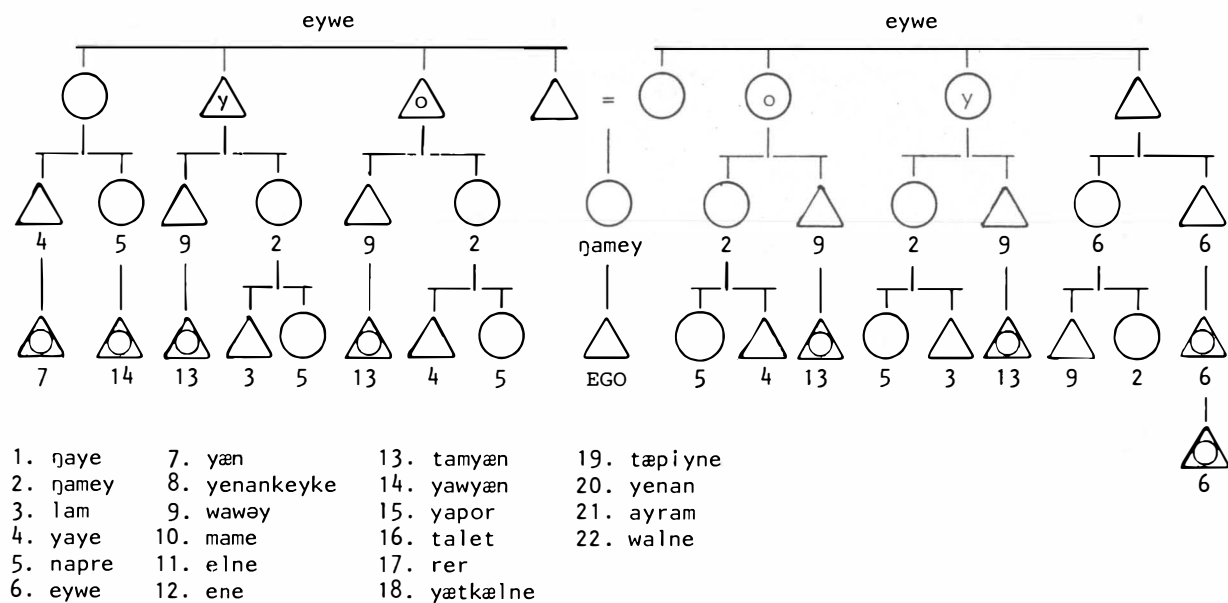 eywe eywe
y o = o y
4 5 9 2 9 2 ŋamey 2 9 2 9 6 6
7 14 13 3 5 13 4 5 EGO 5 4 13 5 3 13 9 2 6
1. ŋaye 7. yæn 13. tamyæn 19. tæpiyne
2. ŋamey 8. yenankeyke 14. yawyæn 20. yenan
3. lam 9. wawəy 15. yapor 21. ayram
4. yaye 10. mame 16. talet 22. walne
5. napre 11. elne 17. rer
6. eywe 12. ene 18. yætkælne
6